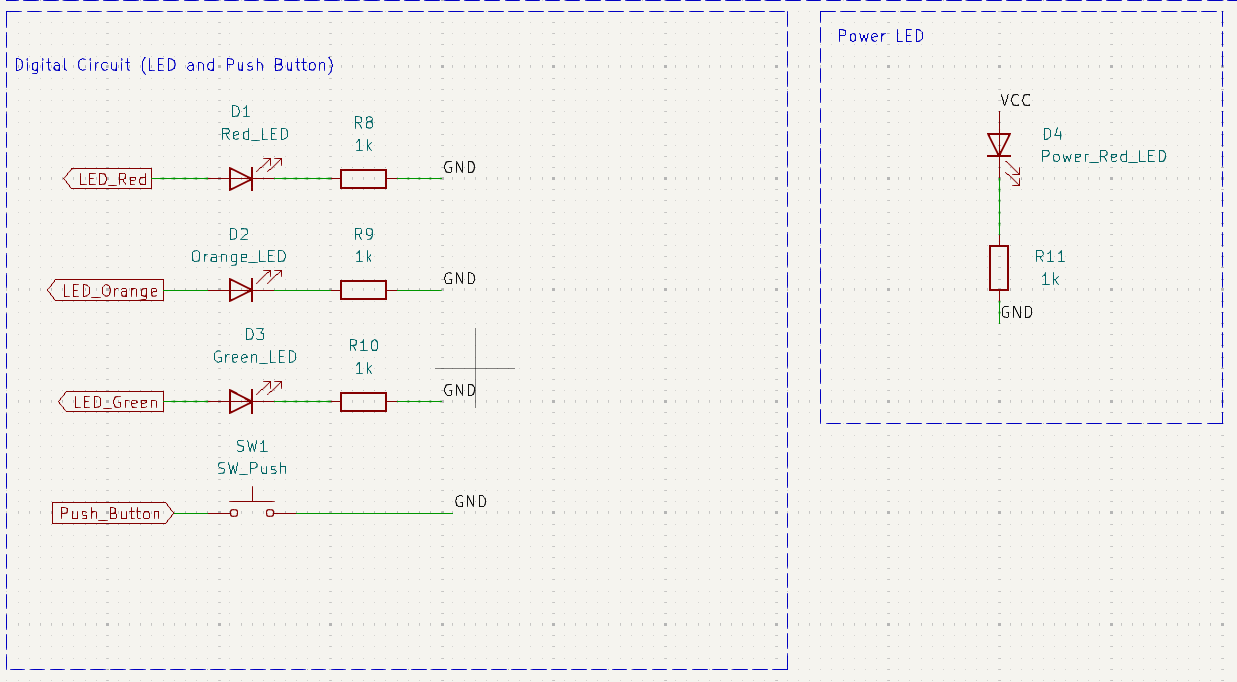 Digital Circuit (LED and Push Button)
D1
Red_LED
R8
1k
LED_Red
GND
D2
Orange_LED
R9
1k
LED_Orange
GND
D3
Green_LED
R10
1k
LED_Green
GND
SW1
SW_Push
Push_Button
GND
Power LED
VCC
D4
Power_Red_LED
R11
1k
GND